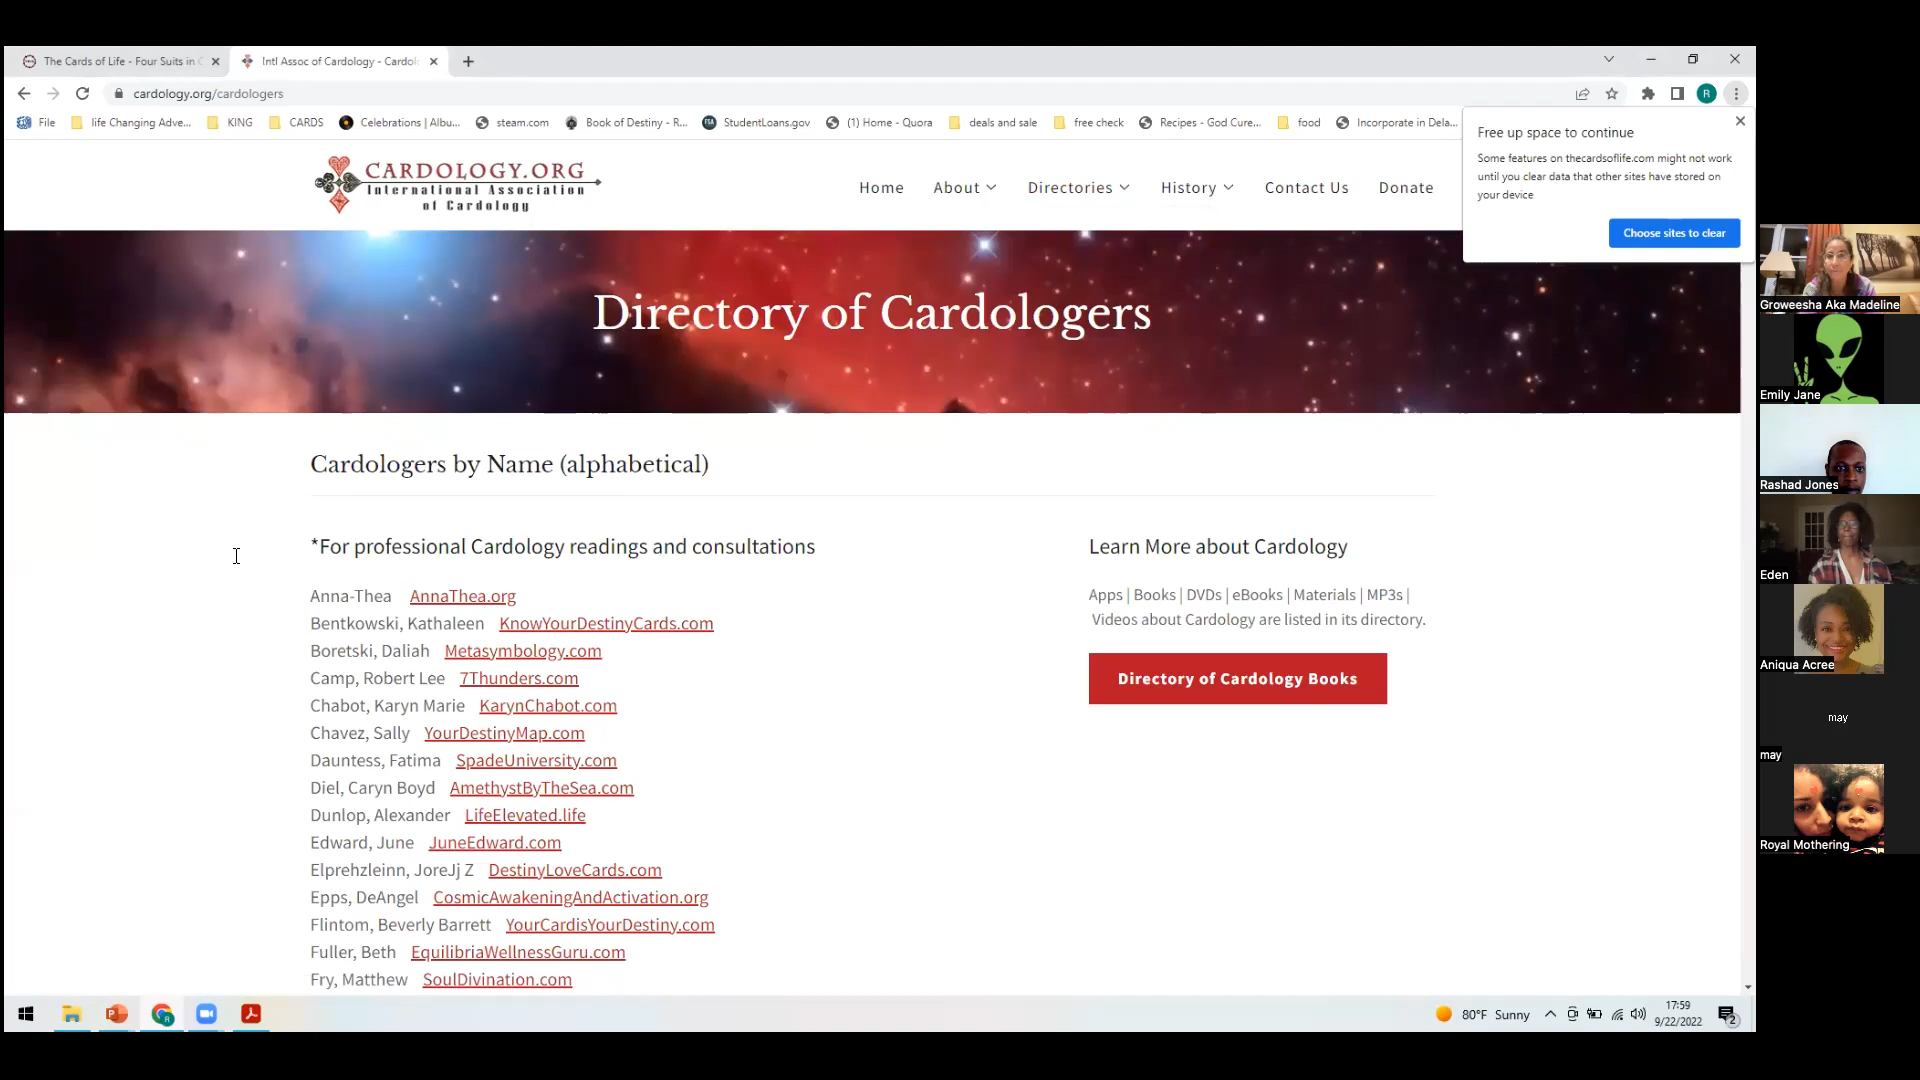 The Cards of Life - Four Suits in C
Intl Assoc of Cardology - Cardol
cardology.org/cardologers
R
File
life Changing Adve...
KING
CARDS
Celebrations | Albu...
steam.com
Book of Destiny - R...
StudentLoans.gov
(1) Home - Quora
deals and sale
free check
Recipes - God Cure...
food
Incorporate in Dela...
Free up space to continue
Some features on thecardsoflife.com might not work
until you clear data that other sites have stored on
your device
Choose sites to clear
CARDOLOGY.ORG
International Association
of Cardology
Home
About
Directories
History
Contact Us
Donate
Directory of Cardologers
Cardologers by Name (alphabetical)
*For professional Cardology readings and consultations
Anna-Thea AnnaThea.org
Bentkowski, Kathaleen KnowYourDestinyCards.com
Boretski, Daliah Metasymbology.com
Camp, Robert Lee 7Thunders.com
Chabot, Karyn Marie KarynChabot.com
Chavez, Sally YourDestinyMap.com
Dauntess, Fatima SpadeUniversity.com
Diel, Caryn Boyd AmethystByTheSea.com
Dunlop, Alexander LifeElevated.life
Edward, June JuneEdward.com
Elprehzleinn, JoreJj Z DestinyLoveCards.com
Epps, DeAngel CosmicAwakeningAndActivation.org
Flintom, Beverly Barrett YourCardisYourDestiny.com
Fuller, Beth EquilibriaWellnessGuru.com
Fry, Matthew SoulDivination.com
Learn More about Cardology
Apps | Books | DVDs | eBooks | Materials | MP3s |
Videos about Cardology are listed in its directory.
Directory of Cardology Books
Groweesha Aka Madeline
Emily Jane
Rashad Jones
Eden
Aniqua Acree
may
may
Royal Mothering
80°F Sunny
17:59
9/22/2022
2